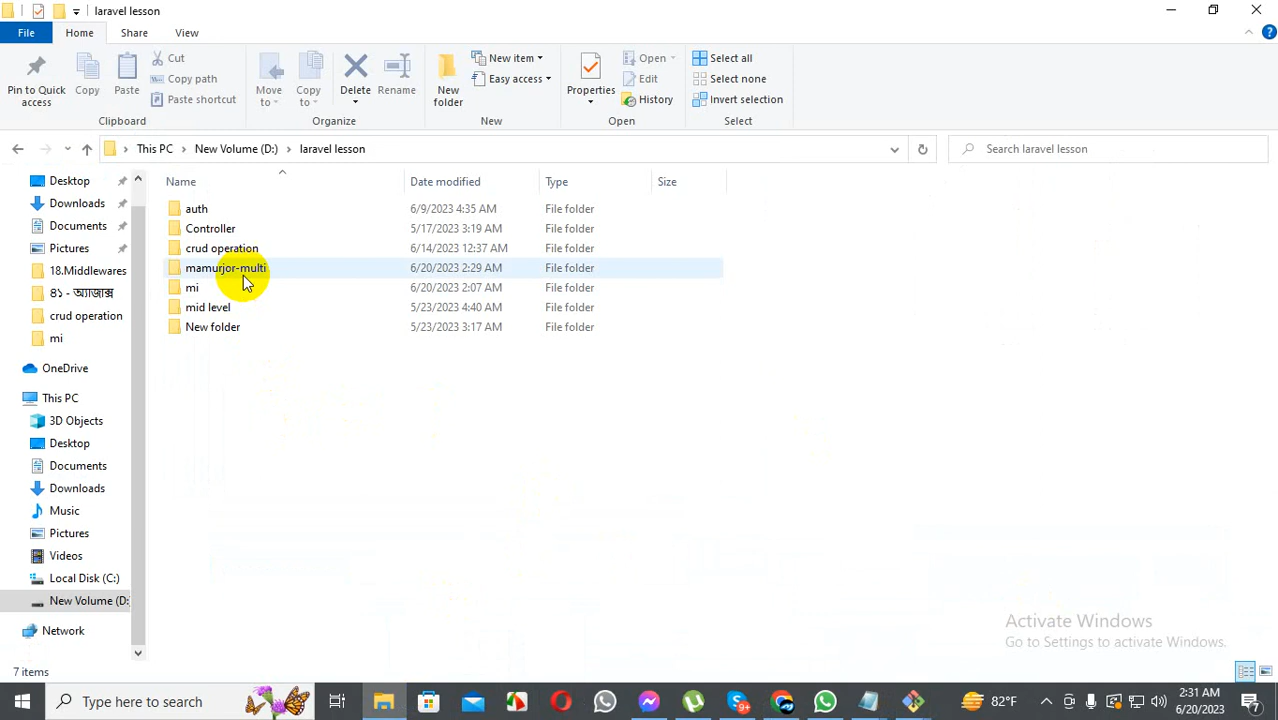 laravel lesson
File Home Share View
Pin to Quick access
Copy
Paste
Cut
Copy path
Paste shortcut
Clipboard
Move to
Copy to
Delete
Rename
Organize
New folder
New item
Easy access
New
Properties
Open
Edit
History
Open
Select all
Select none
Invert selection
Select
This PC > New Volume (D:) > laravel lesson
Search laravel lesson
Name Date modified Type Size
auth 6/9/2023 4:35 AM File folder
Controller 5/17/2023 3:19 AM File folder
crud operation 6/14/2023 12:37 AM File folder
mamurjor-multi 6/20/2023 2:29 AM File folder
mi 6/20/2023 2:07 AM File folder
mid level 5/23/2023 4:40 AM File folder
New folder 5/23/2023 3:17 AM File folder
Desktop
Downloads
Documents
Pictures
18.Middlewares
৪১ - অ্যাজাক্স
crud operation
mi
OneDrive
This PC
3D Objects
Desktop
Documents
Downloads
Music
Pictures
Videos
Local Disk (C:)
New Volume (D:
Network
7 items
Activate Windows
Go to Settings to activate Windows.
Type here to search
9+
82°F
2:31 AM
6/20/2023
7